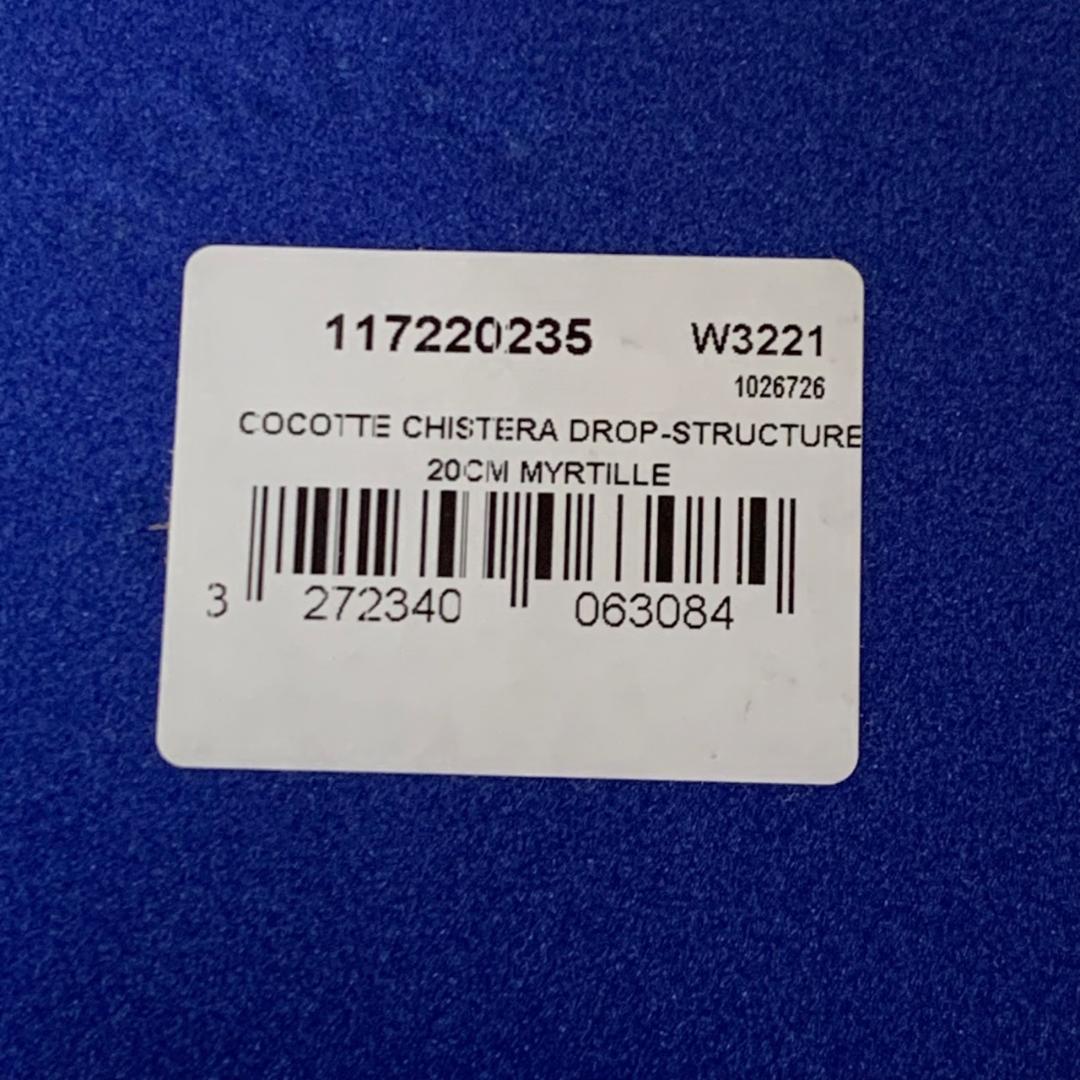 117220235 W3221
1026726
COCOTTE CHISTERA DROP-STRUCTURE
20CM MYRTILLE
3 272340 063084